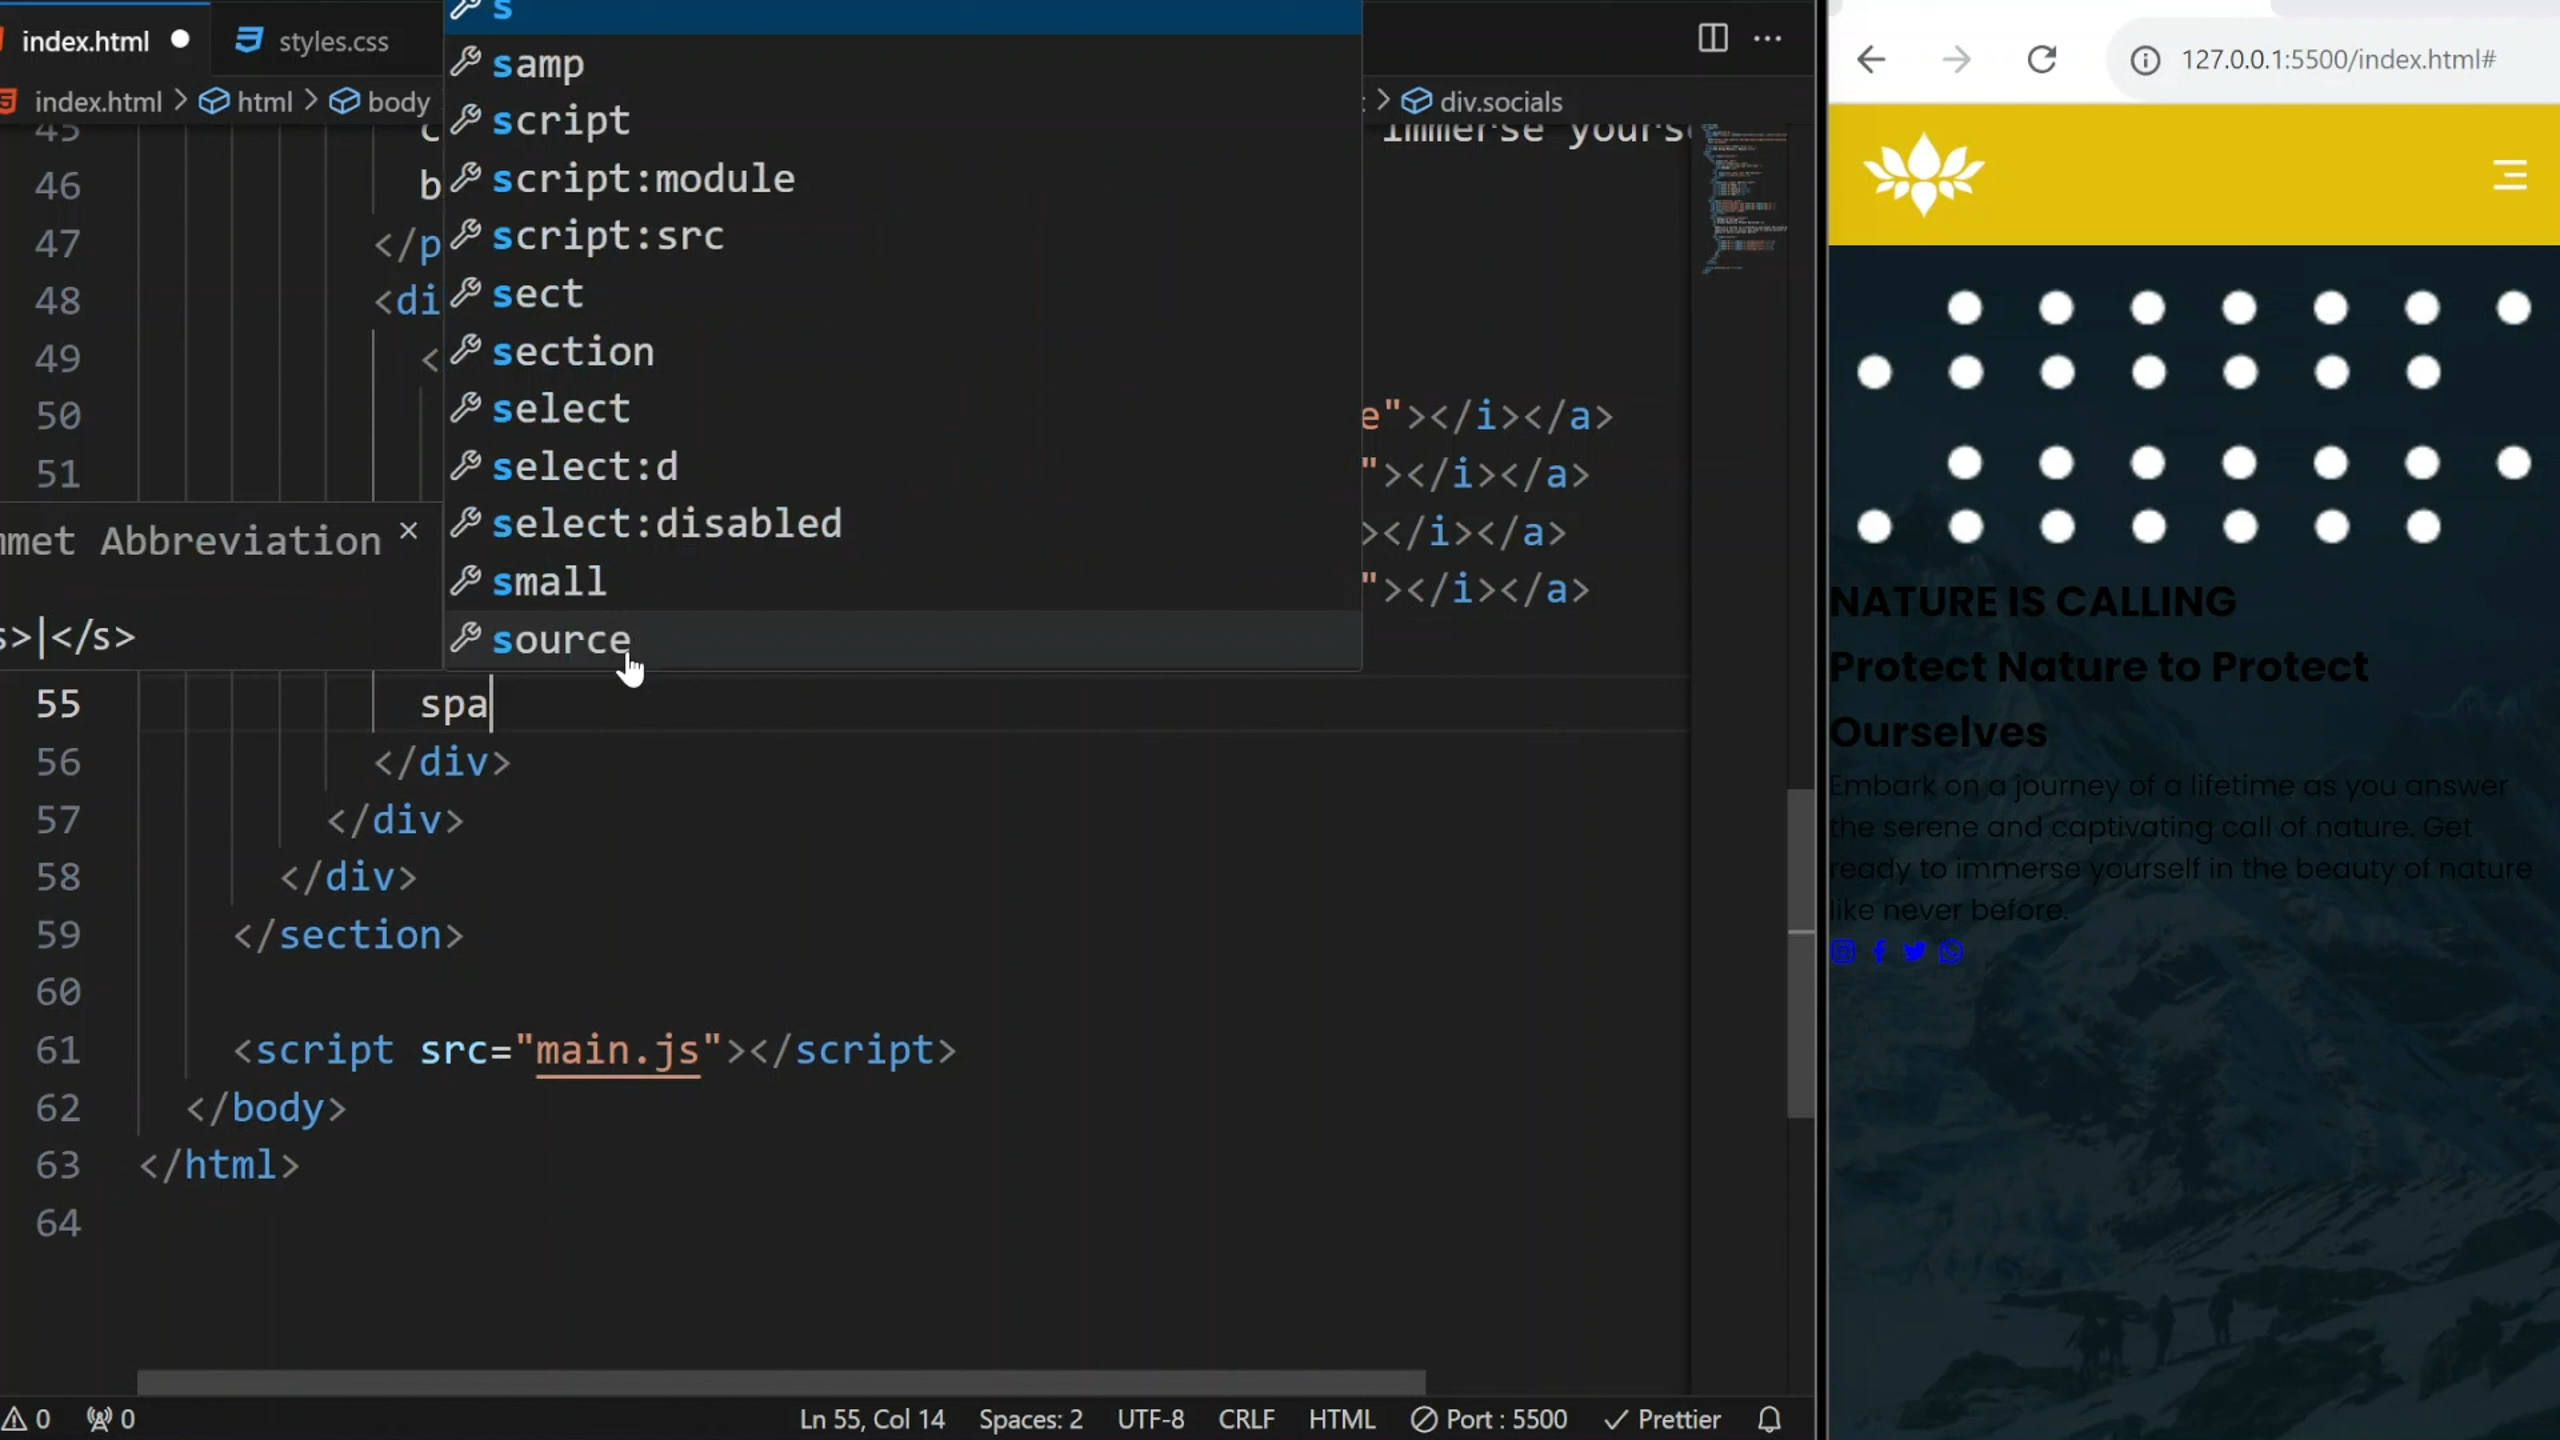 index.html
styles.css
s
index.html > html > body
div.socials
45
c
immerse yourse
46
b
47
</p
48
<di
49
<
50
e"></i></a>
51
"></i></a>
></i></a>
"></i></a>
samp
script
script:module
script:src
sect
section
select
select:d
select:disabled
small
source
mmet Abbreviation ×
s>|</s>
55
spa
56
</div>
57
</div>
58
</div>
59
</section>
60
61
<script src="main.js"></script>
62
</body>
63
</html>
64
0
0
Ln 55, Col 14
Spaces: 2
UTF-8
CRLF
HTML
Port : 5500
Prettier
127.0.0.1:5500/index.html#
NATURE IS CALLING
Protect Nature to Protect
Ourselves
Embark on a journey of a lifetime as you answer
the serene and captivating call of nature. Get
ready to immerse yourself in the beauty of nature
like never before.